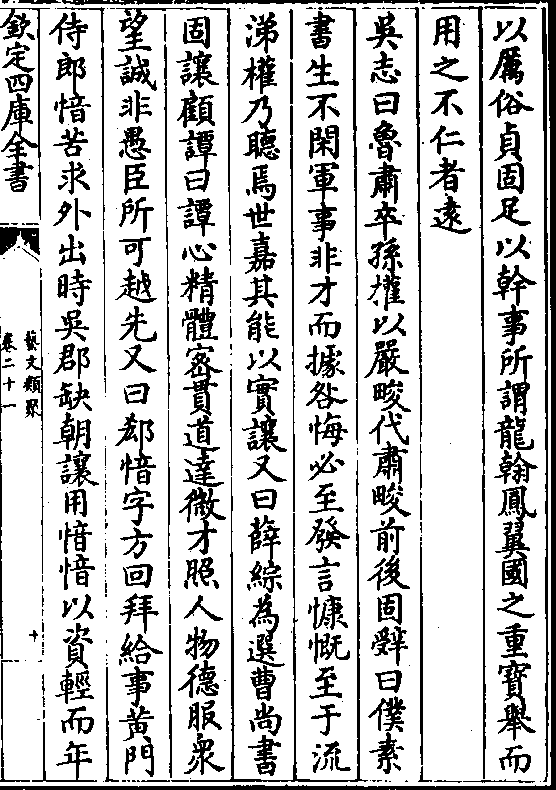 以厲俗貞固足以幹事所謂龍翰鳳翼國之重寳舉而
用之不仁者遠
吳志曰魯肅卒孫權以嚴畯代肅畯前後固辭曰僕素
書生不閑軍事非才而據咎悔必至發言慷慨至于流
涕權乃聽焉世嘉其能以實讓又曰薛綜為選曹尚書
固讓顧譚曰譚心精體宻貫道達微才照人物德服衆
望誠非愚臣所可越先又曰郄愔字方回拜給事黄門
侍郎愔苦求外出時吳郡缺朝讓用愔愔以資輕而年
欽定四庫全書
藝文類聚
卷二十一
十